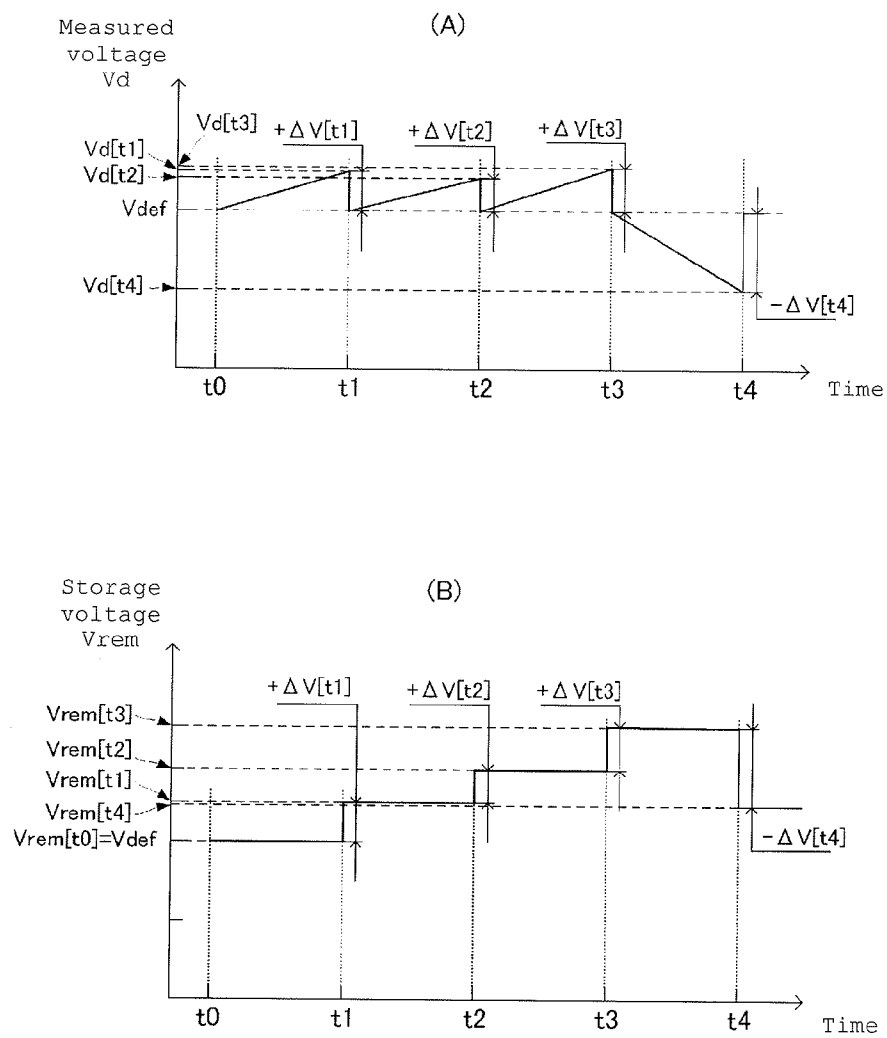 (A)
Measured
voltage
Vd
Vd[t3]
+ΔV[t1]
+ΔV[t2]
+ΔV[t3]
Vd[t1]
Vd[t2]
Vdef
Vd[t4]
−ΔV[t4]
t0
t1
t2
t3
t4
Time
(B)
Storage
voltage
Vrem
+ΔV[t1]
+ΔV[t2]
+ΔV[t3]
Vrem[t3]
Vrem[t2]
Vrem[t1]
Vrem[t4]
Vrem[t0]=Vdef
−ΔV[t4]
t0
t1
t2
t3
t4
Time